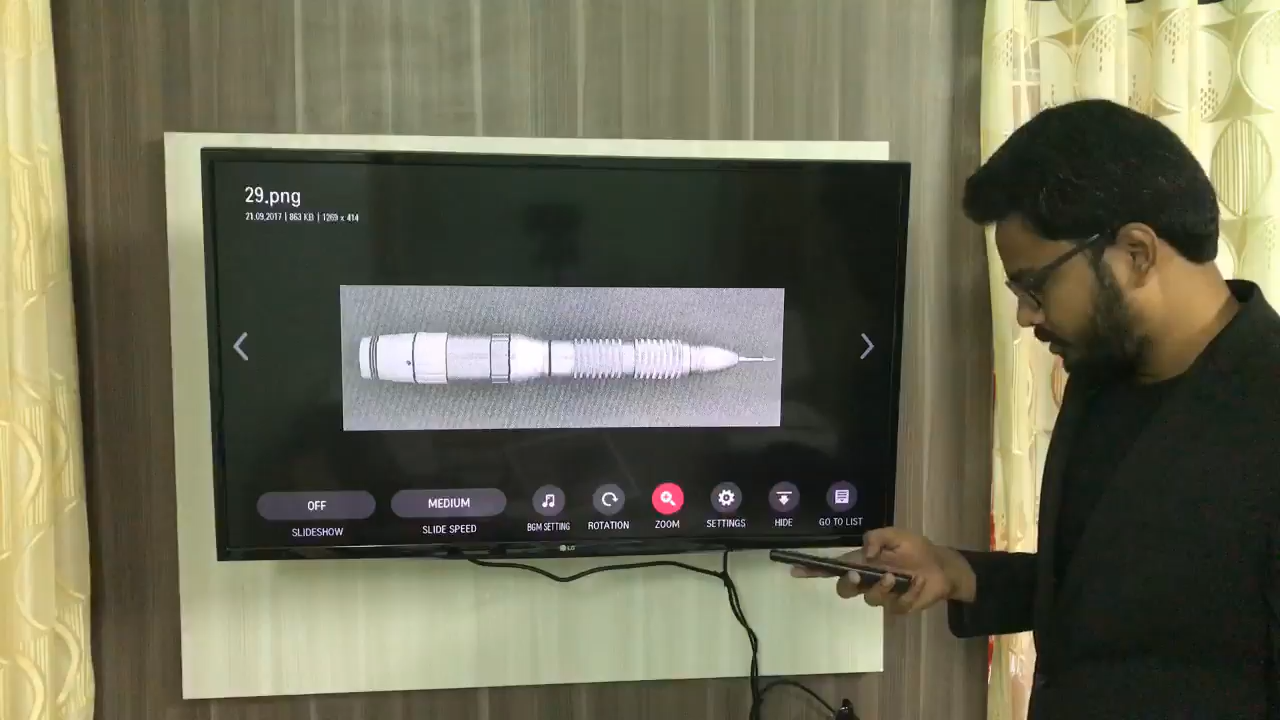 29.png
21.09.2017 | 863 KB | 1269 x 414
OFF
MEDIUM
SLIDESHOW
SLIDE SPEED
BGM SETTING
ROTATION
ZOOM
SETTINGS
HIDE
GO TO LIST
LG